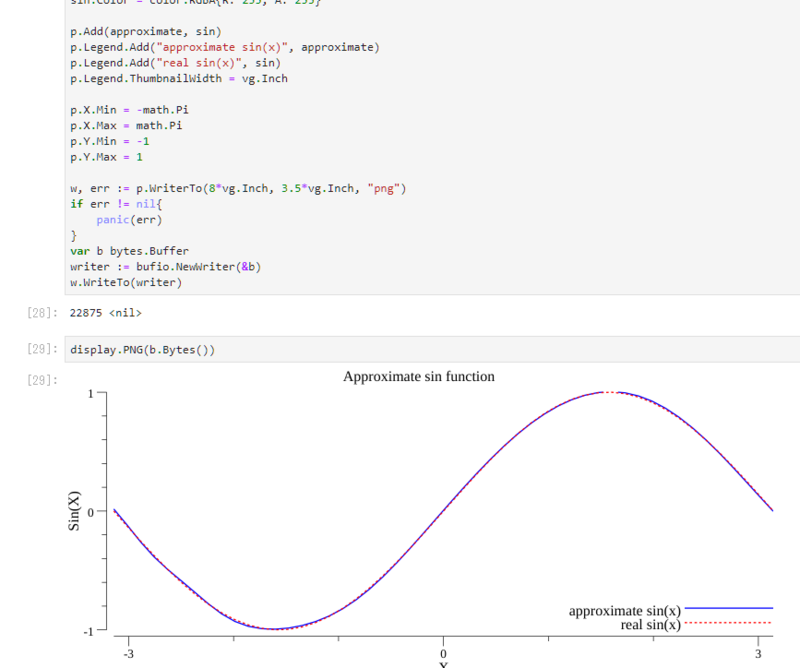 sin.Color = color.RGBA{R: 255, A: 255}
p.Add(approximate, sin)
p.Legend.Add("approximate sin(x)", approximate)
p.Legend.Add("real sin(x)", sin)
p.Legend.ThumbnailWidth = vg.Inch
p.X.Min = -math.Pi
p.X.Max = math.Pi
p.Y.Min = -1
p.Y.Max = 1
w, err := p.WriterTo(8*vg.Inch, 3.5*vg.Inch, "png")
if err != nil{
    panic(err)
}
var b bytes.Buffer
writer := bufio.NewWriter(&b)
w.WriteTo(writer)
[28]: 22875 <nil>
[29]: display.PNG(b.Bytes())
[29]:
Approximate sin function
1
Sin(X)
0
-1
approximate sin(x)
real sin(x)
-3 0 3
X